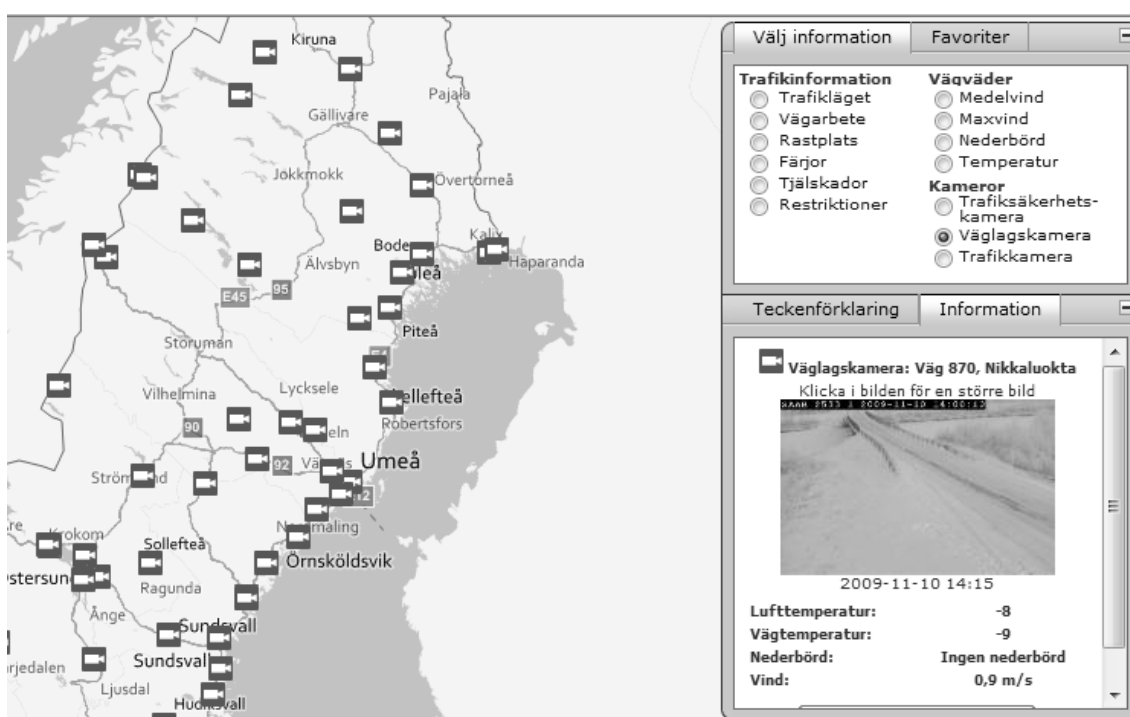 Kiruna
Pajala
Gällivare
Jokkmokk
Övertorneå
Bode
Kalix
Haparanda
Älvsbyn
E45
95
Piteå
Storuman
Lycksele
Vilhelmina
Robertsfors
90
92
Umeå
12
Krokom
Sollefteå
Örnsköldsvik
Ragunda
Ånge
Sundsvall
Sundsvall
Ljusdal
Välj information
Favoriter
Trafikinformation
Trafikläget
Vägarbete
Rastplats
Färjor
Tjälskador
Restriktioner
Vägväder
Medelvind
Maxvind
Nederbörd
Temperatur
Kameror
Trafiksäkerhets-
kamera
Väglagskamera
Trafikkamera
Teckenförklaring
Information
Väglagskamera: Väg 870, Nikkaluokta
Klicka i bilden för en större bild
2009-11-10 14:15
Lufttemperatur: -8
Vägtemperatur: -9
Nederbörd: Ingen nederbörd
Vind: 0,9 m/s